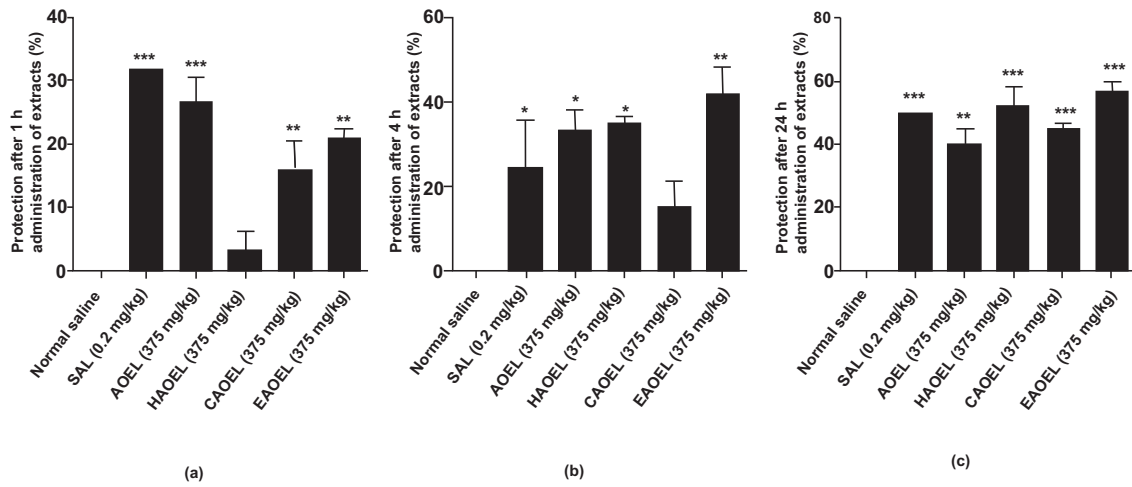 Protection after 1 h
administration of extracts (%)
40
30
20
10
0
***
***
**
**
Normal saline
SAL (0.2 mg/kg)
AOEL (375 mg/kg)
HAOEL (375 mg/kg)
CAOEL (375 mg/kg)
EAOEL (375 mg/kg)
(a)
Protection after 4 h
administration of extracts (%)
60
40
20
0
*
*
*
**
Normal saline
SAL (0.2 mg/kg)
AOEL (375 mg/kg)
HAOEL (375 mg/kg)
CAOEL (375 mg/kg)
EAOEL (375 mg/kg)
(b)
Protection after 24 h
administration of extracts (%)
80
60
40
20
0
***
**
***
***
***
Normal saline
SAL (0.2 mg/kg)
AOEL (375 mg/kg)
HAOEL (375 mg/kg)
CAOEL (375 mg/kg)
EAOEL (375 mg/kg)
(c)